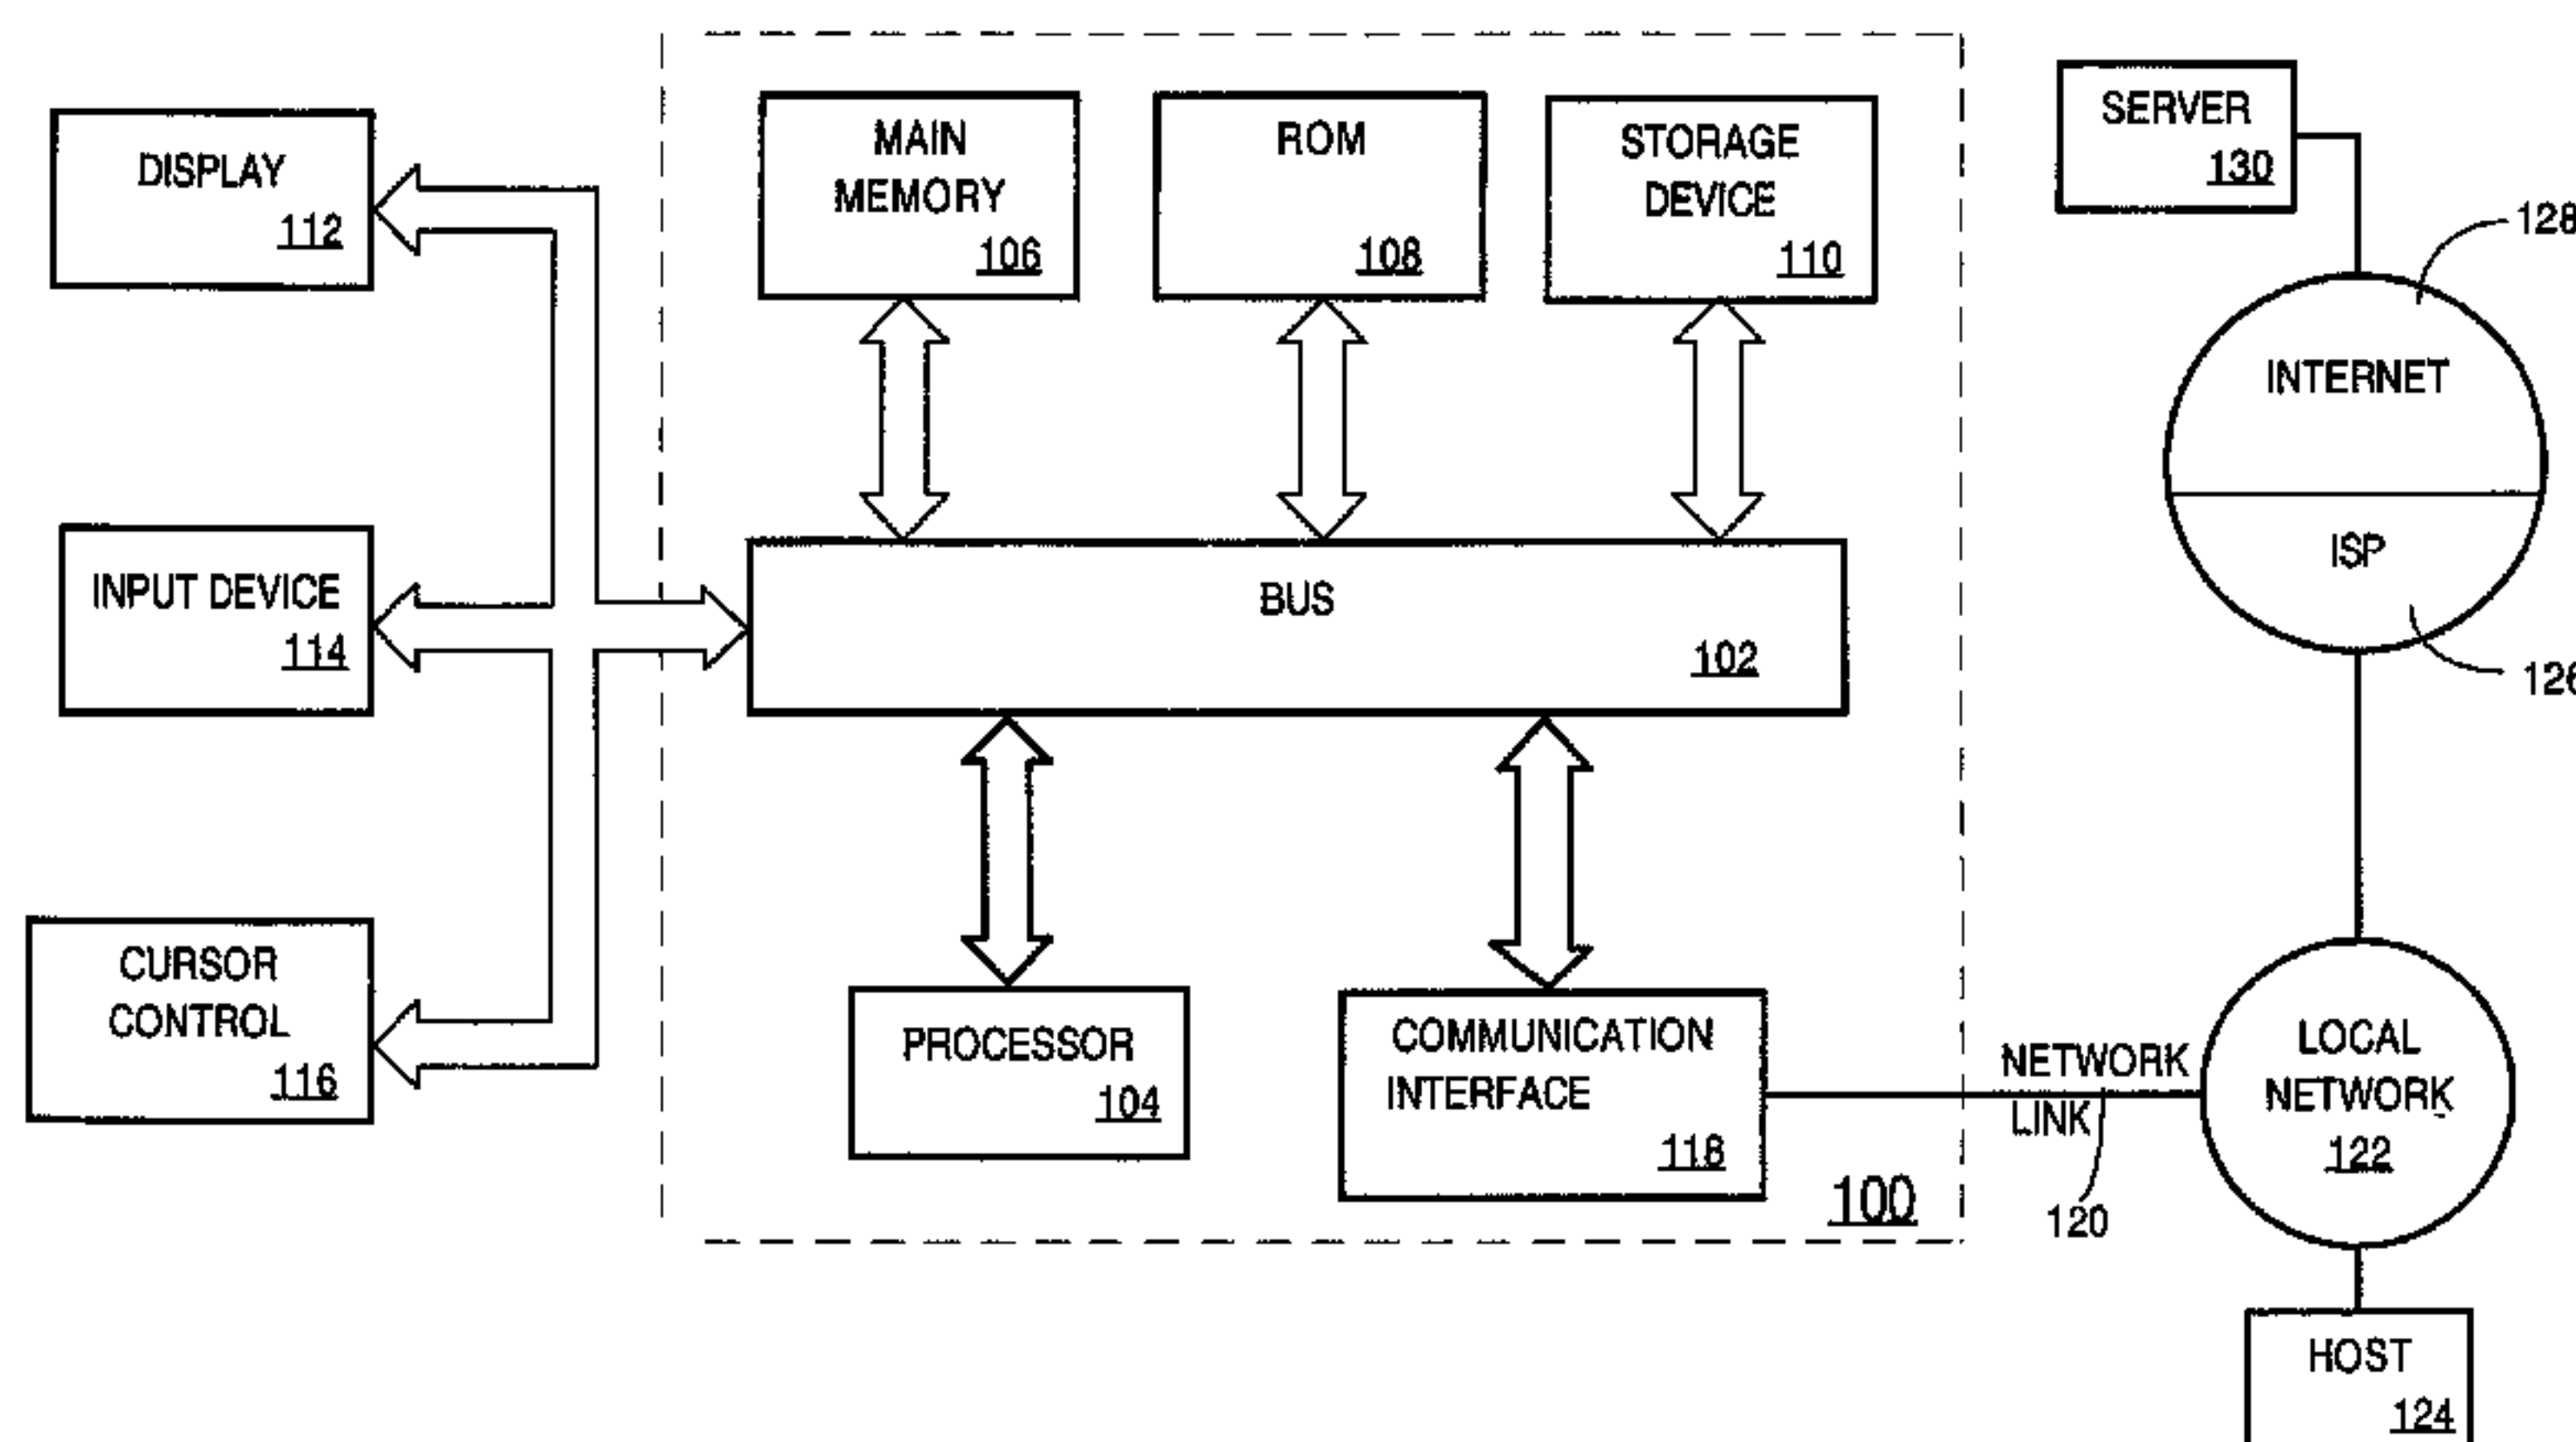 DISPLAY
112
INPUT DEVICE
114
CURSOR
CONTROL
116
MAIN
MEMORY
106
ROM
108
STORAGE
DEVICE
110
BUS
102
PROCESSOR
104
COMMUNICATION
INTERFACE
118
100
SERVER
130
128
INTERNET
ISP
126
NETWORK
LINK
120
LOCAL
NETWORK
122
HOST
124